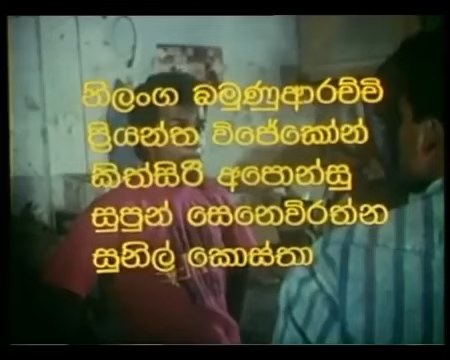 නිලංග බමුණුආරච්චි
ප්‍රියන්ත විජේකෝන්
කිත්සිරි අපොන්සු
සුපුන් සෙනෙවිරත්න
සුනිල් කොස්තා